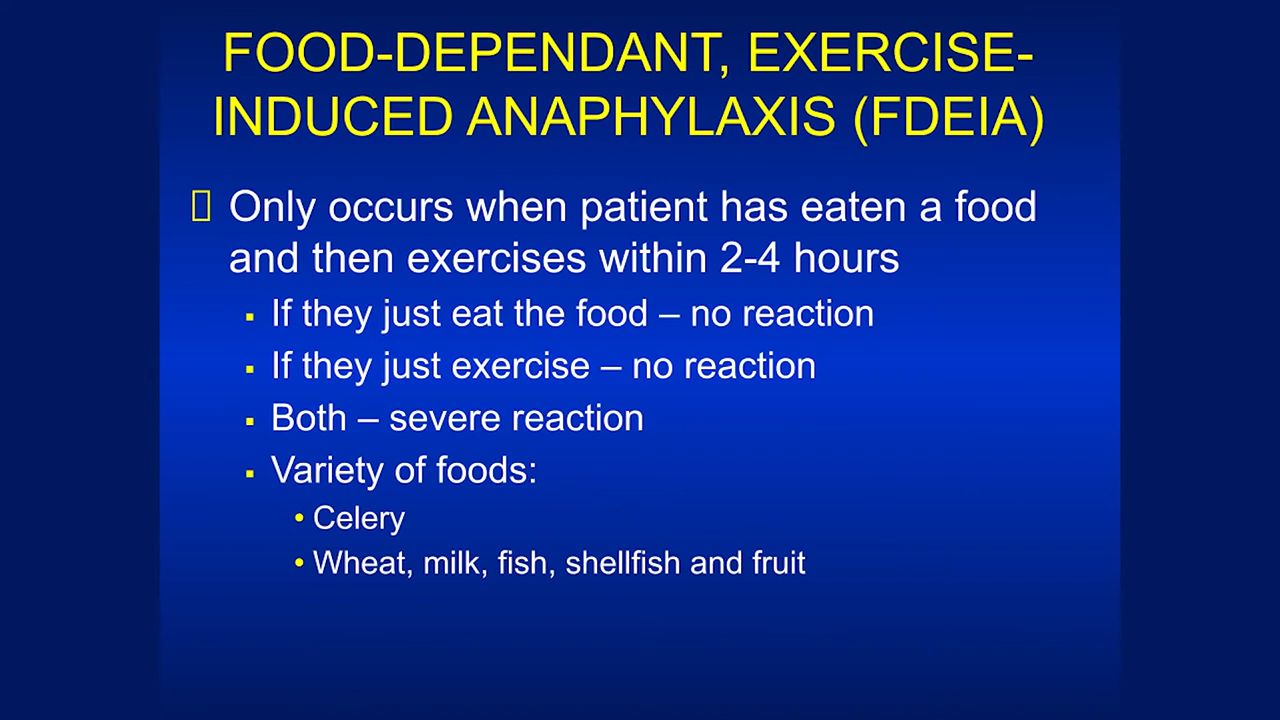 FOOD-DEPENDANT, EXERCISE-
INDUCED ANAPHYLAXIS (FDEIA)
Only occurs when patient has eaten a food
and then exercises within 2-4 hours
▪ If they just eat the food – no reaction
▪ If they just exercise – no reaction
▪ Both – severe reaction
▪ Variety of foods:
• Celery
• Wheat, milk, fish, shellfish and fruit